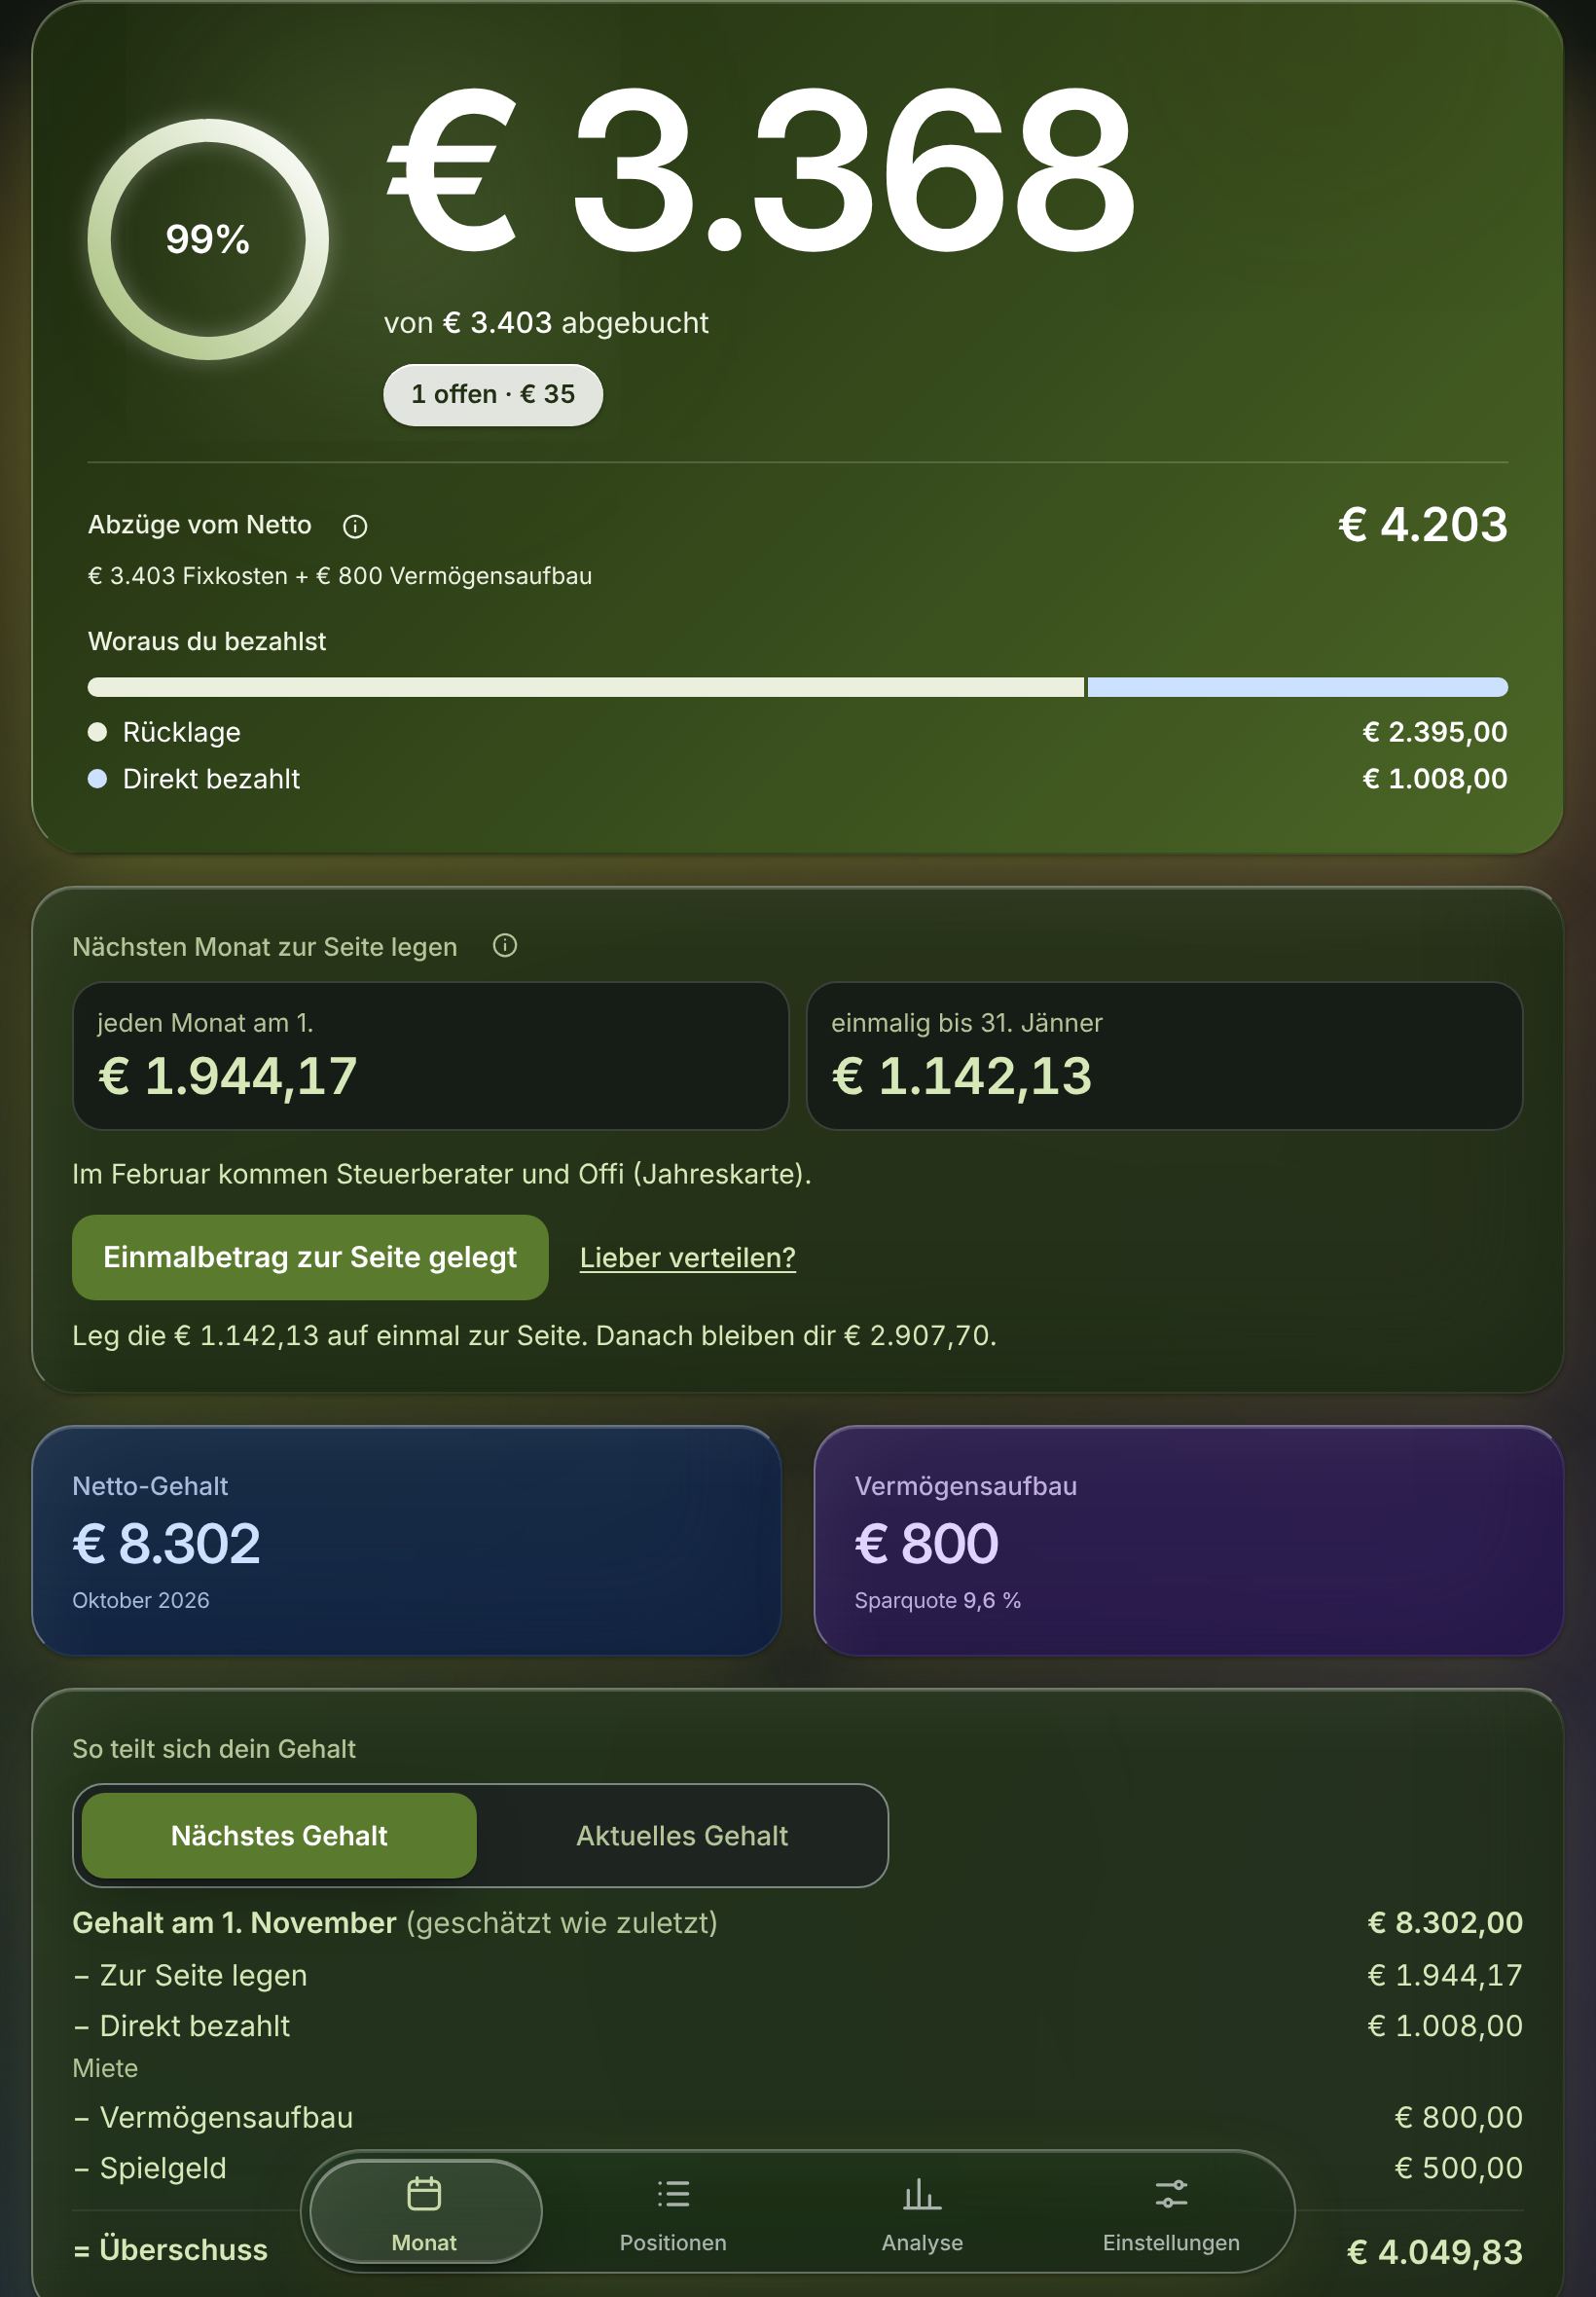 99%
€ 3.368
von € 3.403 abgebucht
1 offen · € 35
Abzüge vom Netto
€ 4.203
€ 3.403 Fixkosten + € 800 Vermögensaufbau
Woraus du bezahlst
Rücklage € 2.395,00
Direkt bezahlt € 1.008,00
Nächsten Monat zur Seite legen
jeden Monat am 1.
€ 1.944,17
einmalig bis 31. Jänner
€ 1.142,13
Im Februar kommen Steuerberater und Offi (Jahreskarte).
Einmalbetrag zur Seite gelegt
Lieber verteilen?
Leg die € 1.142,13 auf einmal zur Seite. Danach bleiben dir € 2.907,70.
Netto-Gehalt
€ 8.302
Oktober 2026
Vermögensaufbau
€ 800
Sparquote 9,6 %
So teilt sich dein Gehalt
Nächstes Gehalt
Aktuelles Gehalt
Gehalt am 1. November (geschätzt wie zuletzt) € 8.302,00
– Zur Seite legen € 1.944,17
– Direkt bezahlt € 1.008,00
Miete
– Vermögensaufbau € 800,00
– Spielgeld € 500,00
= Überschuss € 4.049,83
Monat
Positionen
Analyse
Einstellungen